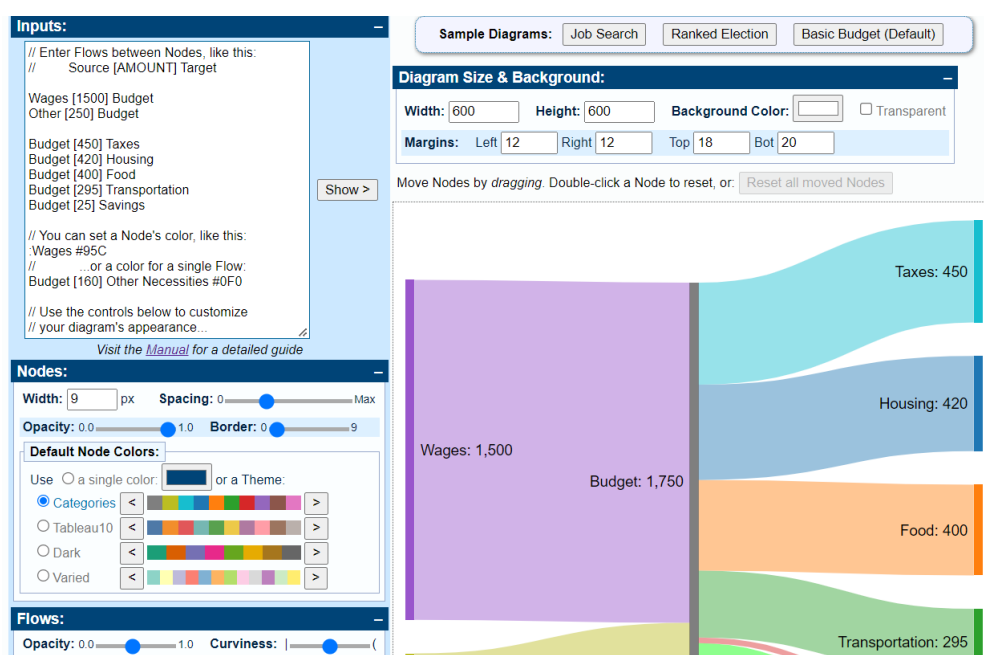 Inputs: –
// Enter Flows between Nodes, like this:
// Source [AMOUNT] Target
Wages [1500] Budget
Other [250] Budget
Budget [450] Taxes
Budget [420] Housing
Budget [400] Food
Budget [295] Transportation
Budget [25] Savings
// You can set a Node's color, like this:
:Wages #95C
// ...or a color for a single Flow:
Budget [160] Other Necessities #0F0
// Use the controls below to customize
// your diagram's appearance...
Show >
Visit the Manual for a detailed guide
Nodes: –
Width: 9 px Spacing: 0 Max
Opacity: 0.0 1.0 Border: 0 9
Default Node Colors:
Use a single color: or a Theme:
Categories < >
Tableau10 < >
Dark < >
Varied < >
Flows: –
Opacity: 0.0 1.0 Curviness: | (
Sample Diagrams: Job Search Ranked Election Basic Budget (Default)
Diagram Size & Background: –
Width: 600 Height: 600 Background Color: Transparent
Margins: Left 12 Right 12 Top 18 Bot 20
Move Nodes by dragging. Double-click a Node to reset, or: Reset all moved Nodes
Taxes: 450
Housing: 420
Wages: 1,500
Budget: 1,750
Food: 400
Transportation: 295